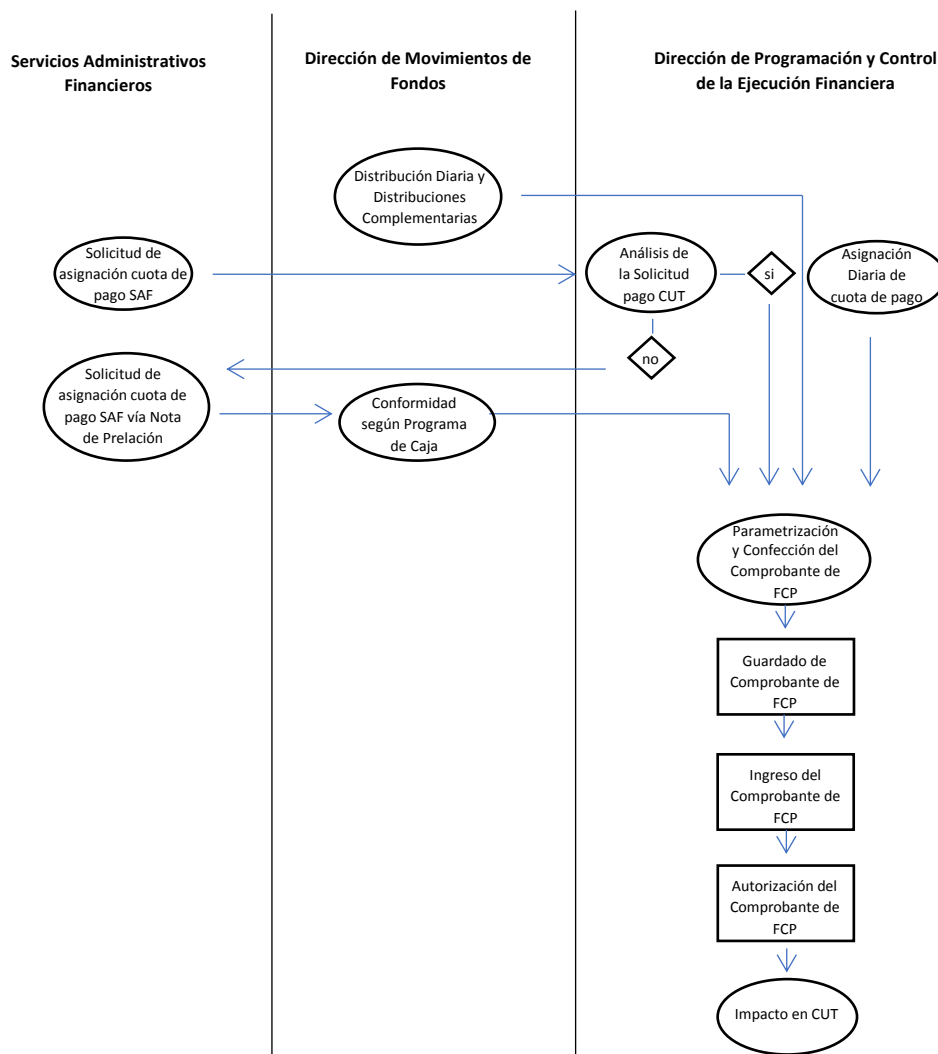 Servicios Administrativos
Financieros
Dirección de Movimientos de
Fondos
Dirección de Programación y Control
de la Ejecución Financiera
Distribución Diaria y
Distribuciones
Complementarias
Solicitud de
asignación cuota de
pago SAF
Análisis de
la Solicitud
pago CUT
si
Asignación
Diaria de
cuota de pago
no
Solicitud de
asignación cuota de
pago SAF vía Nota
de Prelación
Conformidad
según Programa
de Caja
Parametrización
y Confección del
Comprobante de
FCP
Guardado de
Comprobante de
FCP
Ingreso del
Comprobante de
FCP
Autorización del
Comprobante de
FCP
Impacto en CUT